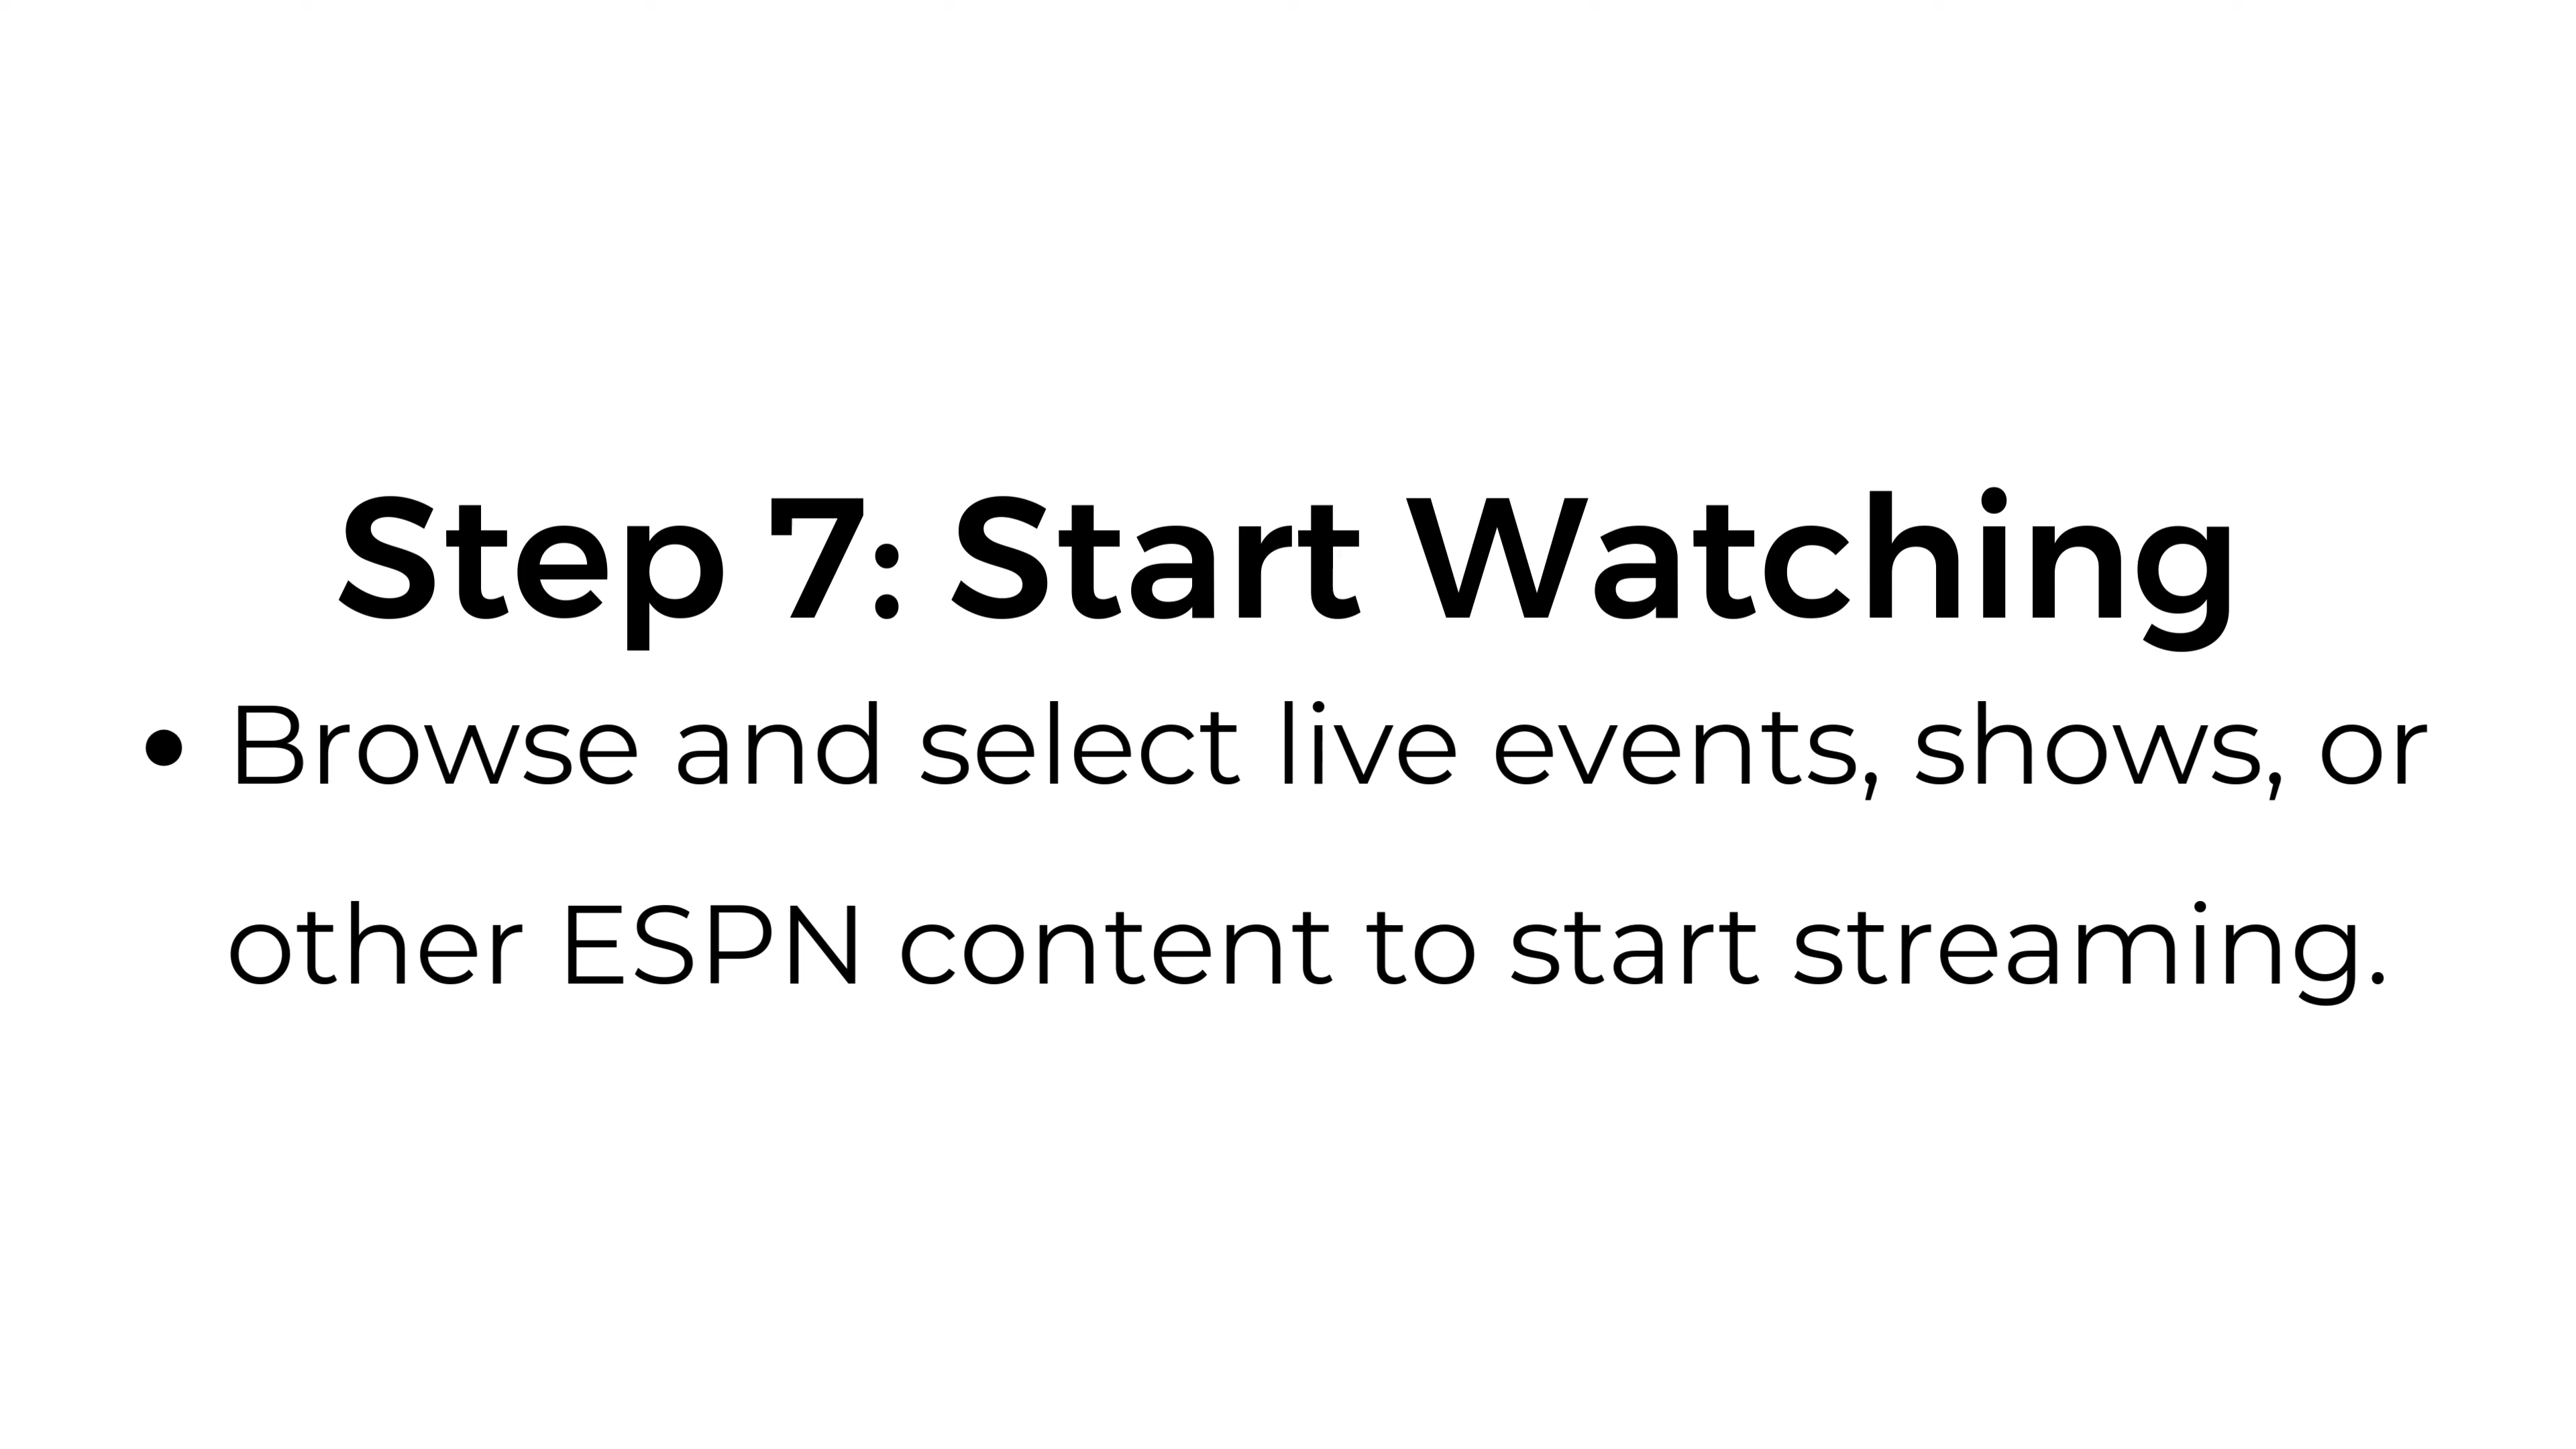 Step 7: Start Watching
• Browse and select live events, shows, or
other ESPN content to start streaming.